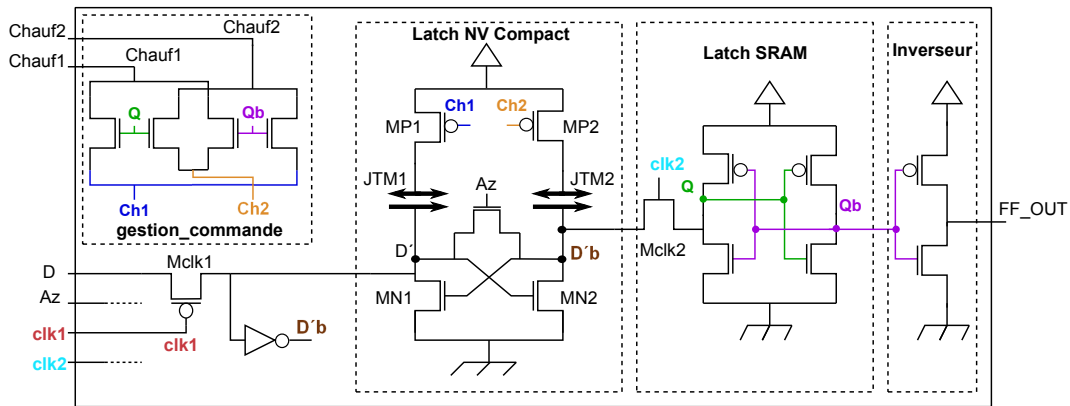 Chauf2
Chauf1
Chauf2
Chauf1
Q
Qb
Ch1
Ch2
gestion_commande
Latch NV Compact
Ch1
Ch2
MP1
MP2
JTM1
JTM2
Az
D´
D´b
MN1
MN2
Latch SRAM
clk2
Q
Qb
Mclk2
Inverseur
FF_OUT
D
Mclk1
Az
clk1
clk1
D´b
clk2